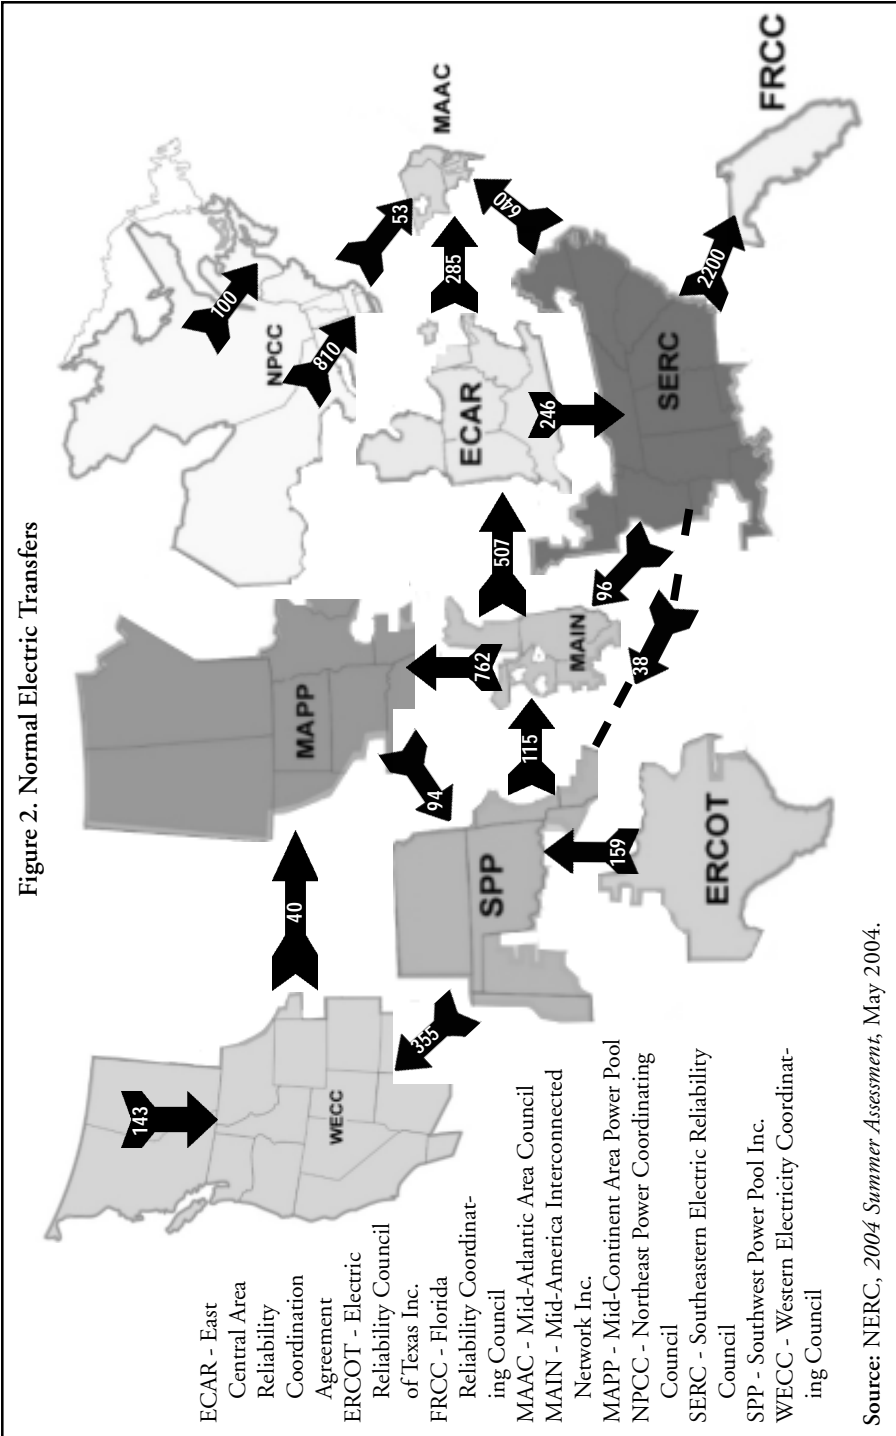 Figure 2. Normal Electric Transfers
143
WECC
40
355
MAPP
94
SPP
159
ERCOT
762
115
MAIN
38
96
507
ECAR
246
SERC
2200
FRCC
NPCC
100
810
53
285
640
MAAC
ECAR - East
Central Area
Reliability
Coordination
Agreement
ERCOT - Electric
Reliability Council
of Texas Inc.
FRCC - Florida
Reliability Coordinat-
ing Council
MAAC - Mid-Atlantic Area Council
MAIN - Mid-America Interconnected
Network Inc.
MAPP - Mid-Continent Area Power Pool
NPCC - Northeast Power Coordinating
Council
SERC - Southeastern Electric Reliability
Council
SPP - Southwest Power Pool Inc.
WECC - Western Electricity Coordinat-
ing Council
Source: NERC, 2004 Summer Assessment, May 2004.